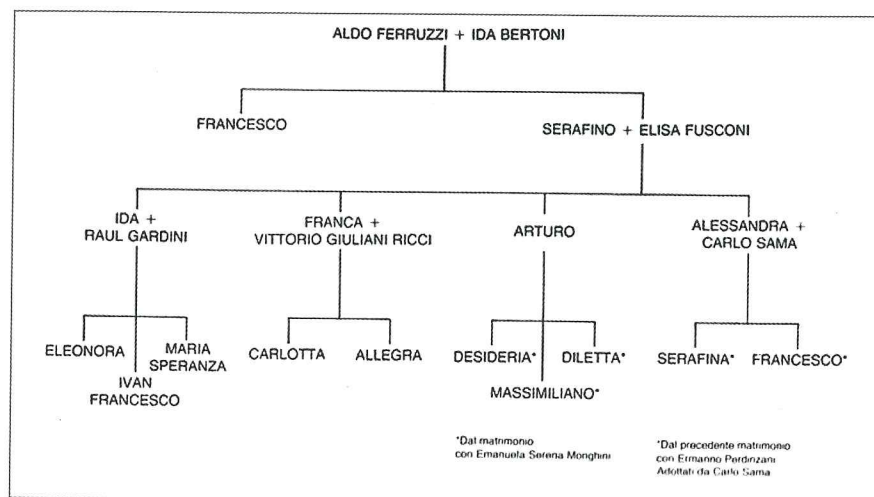 ALDO FERRUZZI + IDA BERTONI
FRANCESCO
SERAFINO + ELISA FUSCONI
IDA +
RAUL GARDINI
FRANCA +
VITTORIO GIULIANI RICCI
ARTURO
ALESSANDRA +
CARLO SAMA
ELEONORA
MARIA
SPERANZA
IVAN
FRANCESCO
CARLOTTA
ALLEGRA
DESIDERIA*
DILETTA*
MASSIMILIANO*
SERAFINA*
FRANCESCO*
*Dal matrimonio
con Emanuela Serena Monghini
*Dal precedente matrimonio
con Ermanno Perdinzani
Adottati da Carlo Sama